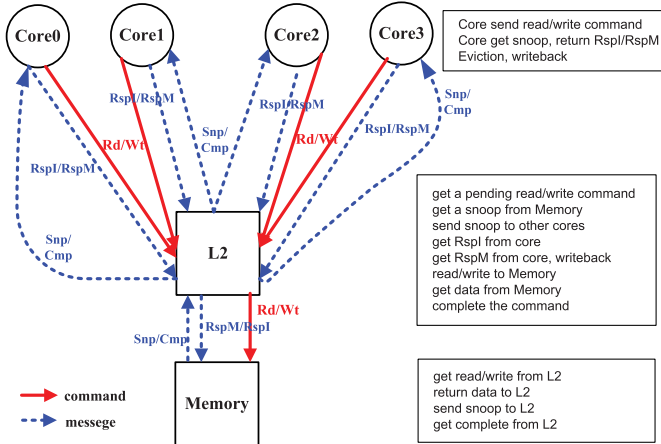 Core0
Core1
Core2
Core3
Core send read/write command
Core get snoop, return RspI/RspM
Eviction, writeback
RspI/RspM
Snp/
Cmp
RspI/RspM
Snp/
Cmp
Rd/Wt
Rd/Wt
RspI/RspM
RspI/RspM
Snp/
Cmp
L2
get a pending read/write command
get a snoop from Memory
send snoop to other cores
get RspI from core
get RspM from core, writeback
read/write to Memory
get data from Memory
complete the command
Rd/Wt
RspM/RspI
Snp/Cmp
Memory
get read/write from L2
return data to L2
send snoop to L2
get complete from L2
command
messege